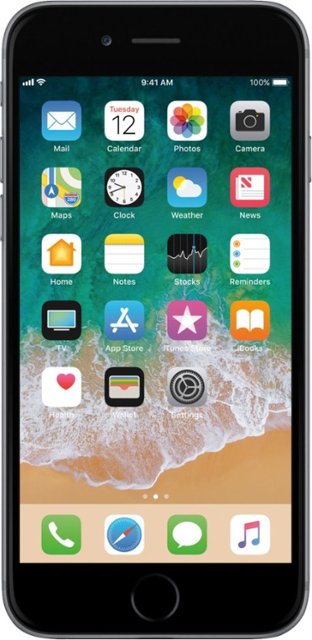 9:41 AM 100%
Tuesday
12
Mail Calendar Photos Camera
Maps Clock Weather News
Home Notes Stocks Reminders
TV App Store iTunes Store iBooks
Health Wallet Settings